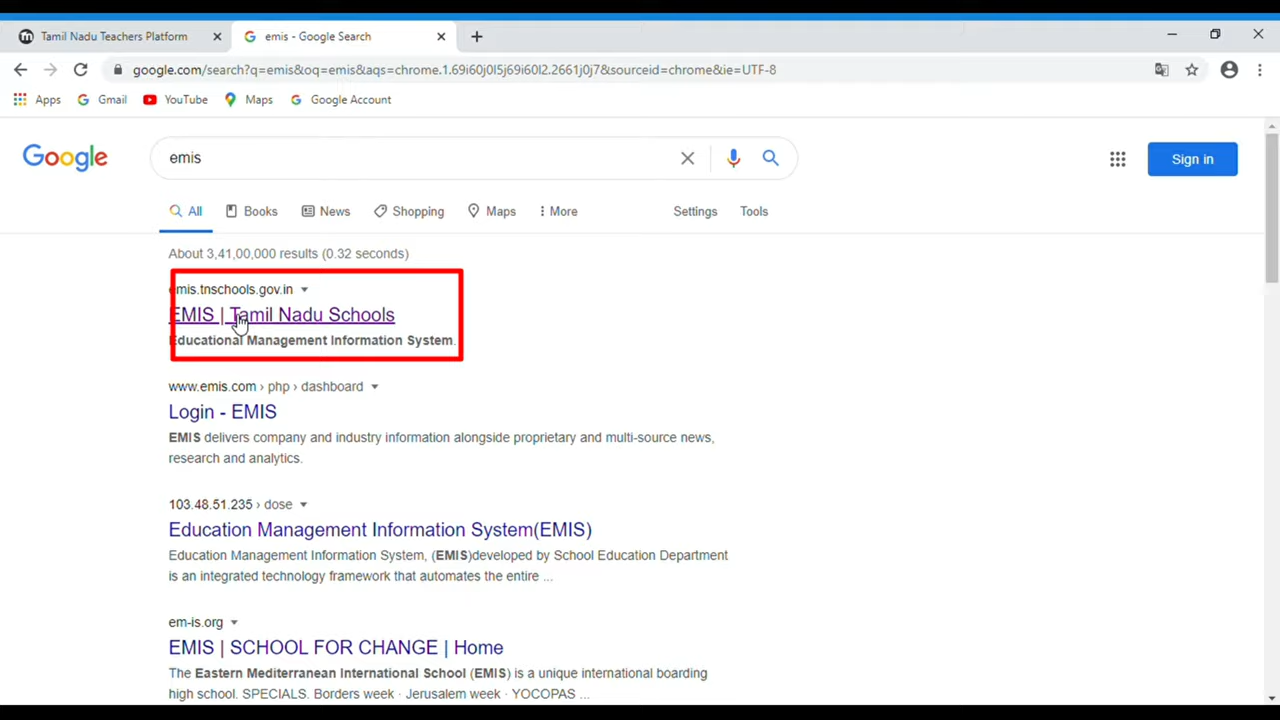 Tamil Nadu Teachers Platform
emis - Google Search
google.com/search?q=emis&oq=emis&aqs=chrome.1.69i60j0l5j69i60l2.2661j0j7&sourceid=chrome&ie=UTF-8
Apps Gmail YouTube Maps Google Account
Google
emis
Sign in
All Books News Shopping Maps More Settings Tools
About 3,41,00,000 results (0.32 seconds)
emis.tnschools.gov.in
EMIS | Tamil Nadu Schools
Educational Management Information System.
www.emis.com › php › dashboard
Login - EMIS
EMIS delivers company and industry information alongside proprietary and multi-source news,
research and analytics.
103.48.51.235 › dose
Education Management Information System(EMIS)
Education Management Information System, (EMIS)developed by School Education Department
is an integrated technology framework that automates the entire ...
em-is.org
EMIS | SCHOOL FOR CHANGE | Home
The Eastern Mediterranean International School (EMIS) is a unique international boarding
high school. SPECIALS. Borders week · Jerusalem week · YOCOPAS ...